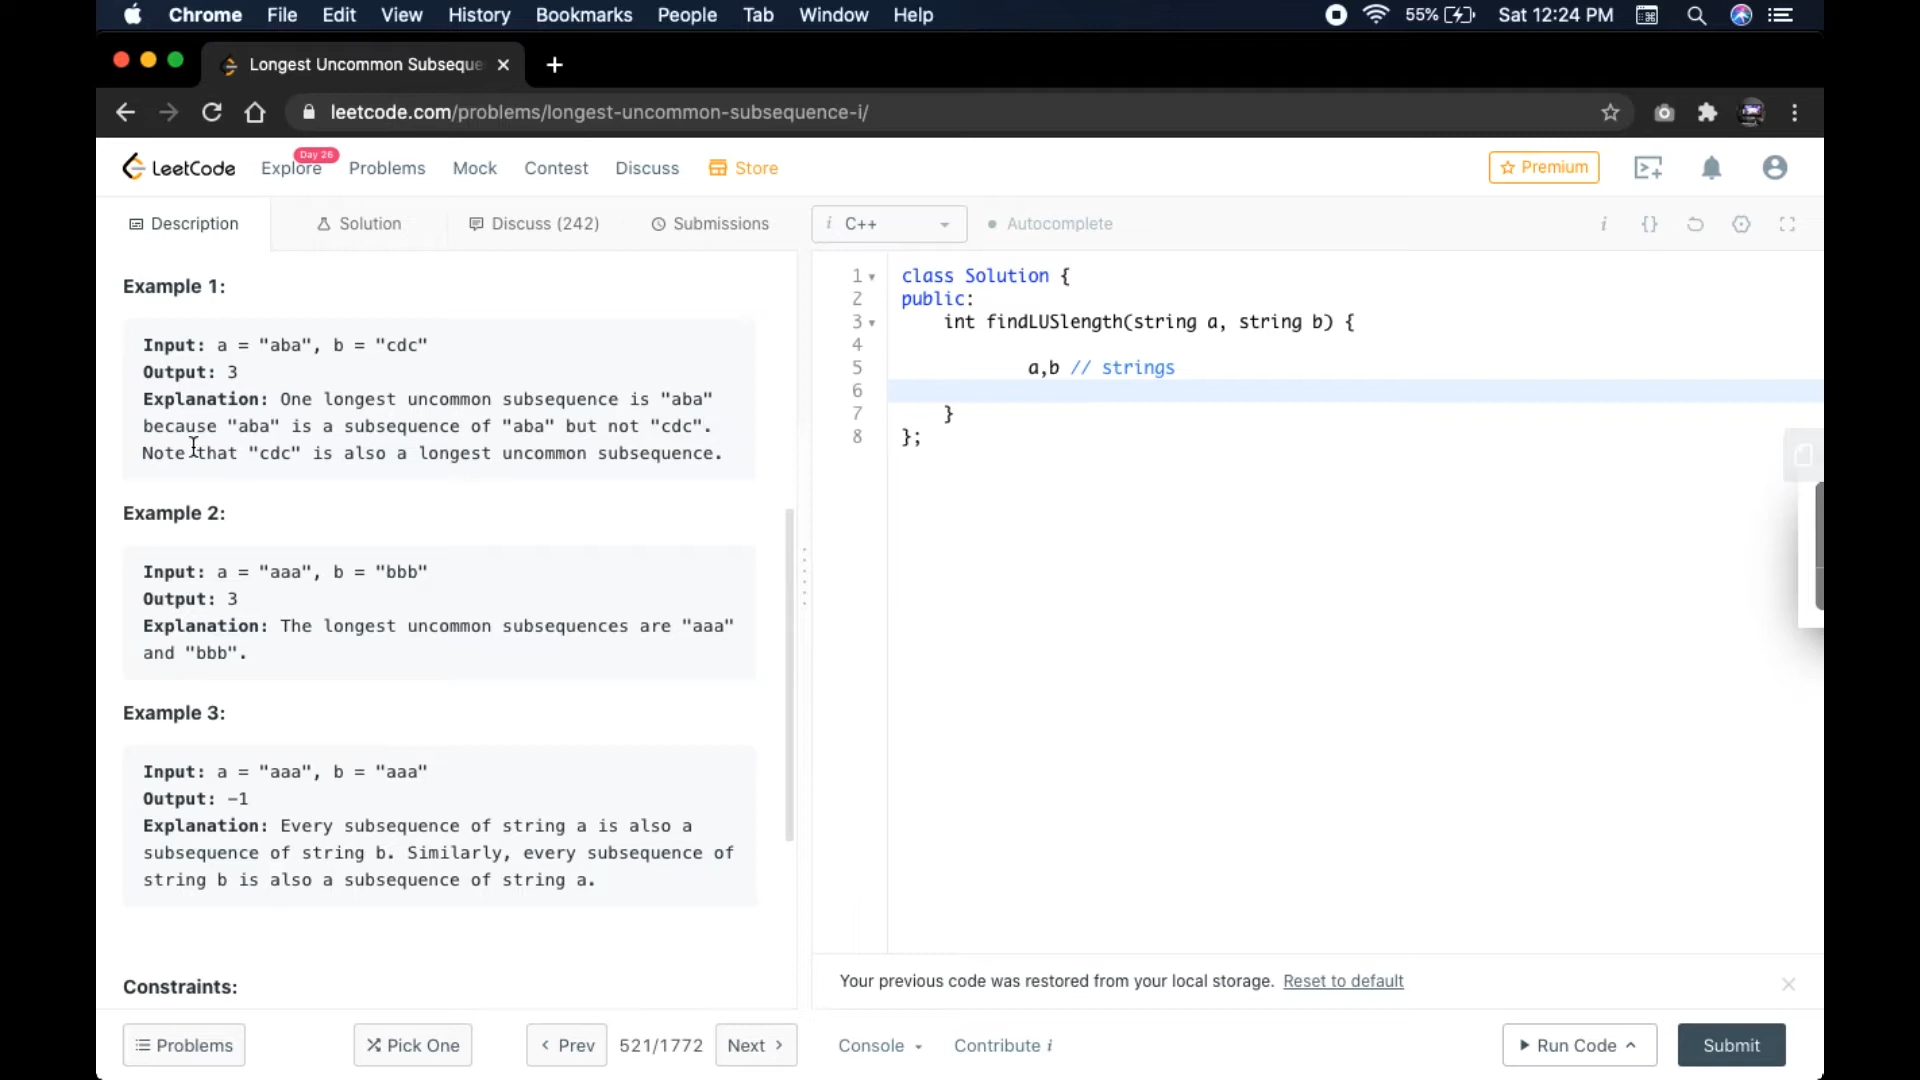 Chrome File Edit View History Bookmarks People Tab Window Help 55% Sat 12:24 PM
Longest Uncommon Subseque
leetcode.com/problems/longest-uncommon-subsequence-i/
LeetCode Explore Day 26 Problems Mock Contest Discuss Store Premium
Description Solution Discuss (242) Submissions i C++ Autocomplete i {}
Example 1:
Input: a = "aba", b = "cdc"
Output: 3
Explanation: One longest uncommon subsequence is "aba"
because "aba" is a subsequence of "aba" but not "cdc".
Note that "cdc" is also a longest uncommon subsequence.
Example 2:
Input: a = "aaa", b = "bbb"
Output: 3
Explanation: The longest uncommon subsequences are "aaa"
and "bbb".
Example 3:
Input: a = "aaa", b = "aaa"
Output: -1
Explanation: Every subsequence of string a is also a
subsequence of string b. Similarly, every subsequence of
string b is also a subsequence of string a.
Constraints:
1 class Solution {
2 public:
3 int findLUSlength(string a, string b) {
4
5 a,b // strings
6
7 }
8 };
Your previous code was restored from your local storage. Reset to default
Problems Pick One < Prev 521/1772 Next > Console Contribute i Run Code Submit